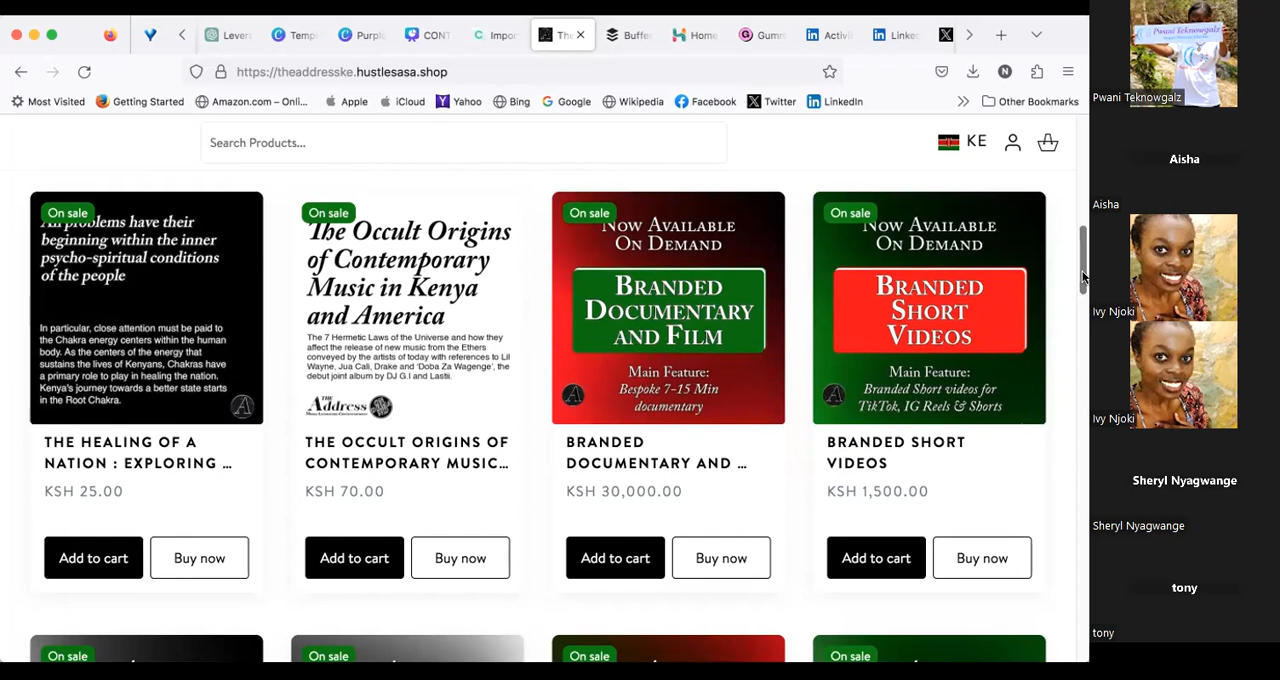 Lever
Temp
Purpl
CONT
Impor
The
Buffe
Home
Gumr
Activi
Linke
https://theaddresske.hustlesasa.shop
N
Most Visited
Getting Started
Amazon.com – Onli...
Apple
iCloud
Yahoo
Bing
Google
Wikipedia
Facebook
Twitter
LinkedIn
Other Bookmarks
Search Products...
KE
On sale
All problems have their
beginning within the inner
psycho-spiritual conditions
of the people
In particular, close attention must be paid to
the Chakra energy centers within the human
body. As the centers of the energy that
sustains the lives of Kenyans, Chakras have
a primary role to play in healing the nation.
Kenya's journey towards a better state starts
in the Root Chakra.
THE HEALING OF A
NATION : EXPLORING ...
KSH 25.00
Add to cart
Buy now
On sale
The Occult Origins
of Contemporary
Music in Kenya
and America
The 7 Hermetic Laws of the Universe and how they
affect the release of new music from the Ethers
conveyed by the artists of today with references to Lil
Wayne, Jua Cali, Drake and 'Doba Za Wagenge', the
debut joint album by DJ G.I and Lastii.
THE
Address
THE OCCULT ORIGINS OF
CONTEMPORARY MUSIC...
KSH 70.00
Add to cart
Buy now
On sale
NOW AVAILABLE
ON DEMAND
BRANDED
DOCUMENTARY
AND FILM
Main Feature:
Bespoke 7-15 Min
documentary
BRANDED
DOCUMENTARY AND ...
KSH 30,000.00
Add to cart
Buy now
On sale
NOW AVAILABLE
ON DEMAND
BRANDED
SHORT
VIDEOS
Main Feature:
Branded Short videos for
TikTok, IG Reels & Shorts
BRANDED SHORT
VIDEOS
KSH 1,500.00
Add to cart
Buy now
On sale
On sale
On sale
On sale
Pwani Teknowgalz
Pwani Teknowgalz
Aisha
Aisha
Ivy Njoki
Ivy Njoki
Sheryl Nyagwange
Sheryl Nyagwange
tony
tony